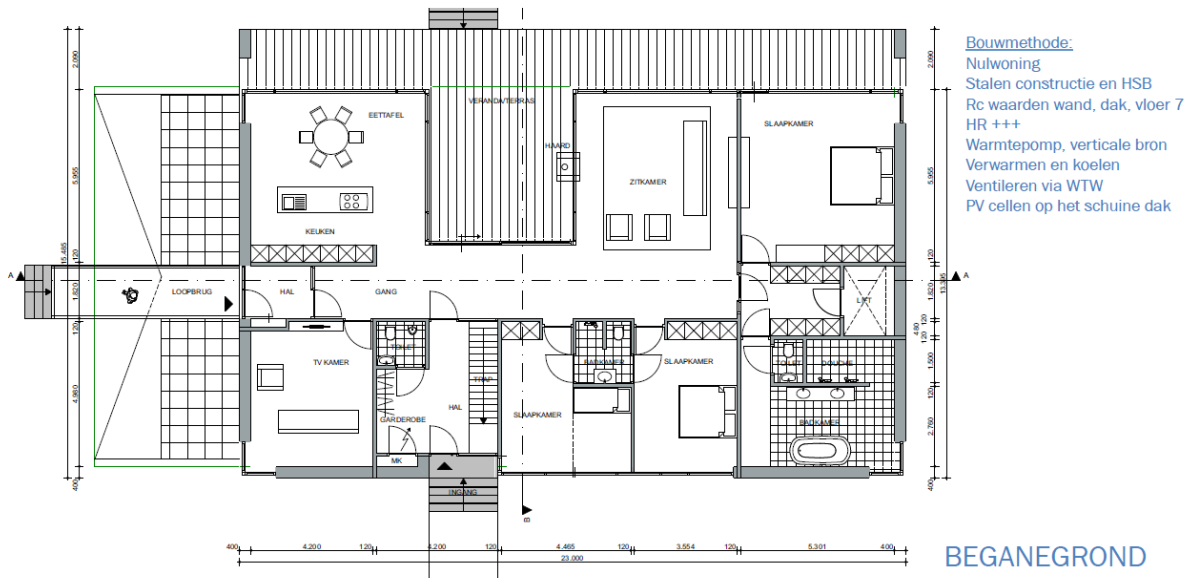 Bouwmethode:
Nulwoning
Stalen constructie en HSB
Rc waarden wand, dak, vloer 7
HR +++
Warmtepomp, verticale bron
Verwarmen en koelen
Ventileren via WTW
PV cellen op het schuine dak
2.090
2.090
EETTAFEL
VERANDA/TERRAS
SLAAPKAMER
HAARD
ZITKAMER
5.955
5.955
KEUKEN
15.485
120
120
A
LOOPBRUG
HAL
GANG
LIFT
A
1.820
1.820
13.395
120
120
480
120
TV KAMER
TOILET
BADKAMER
SLAAPKAMER
TOILET
DOUCHE
1.500
TRAP
4.980
120
SLAAPKAMER
GARDEROBE
HAL
BADKAMER
2.760
MK
400
400
INGANG
B
400
4.200
120
4.200
120
4.465
120
3.554
120
5.301
400
23.000
BEGANEGROND